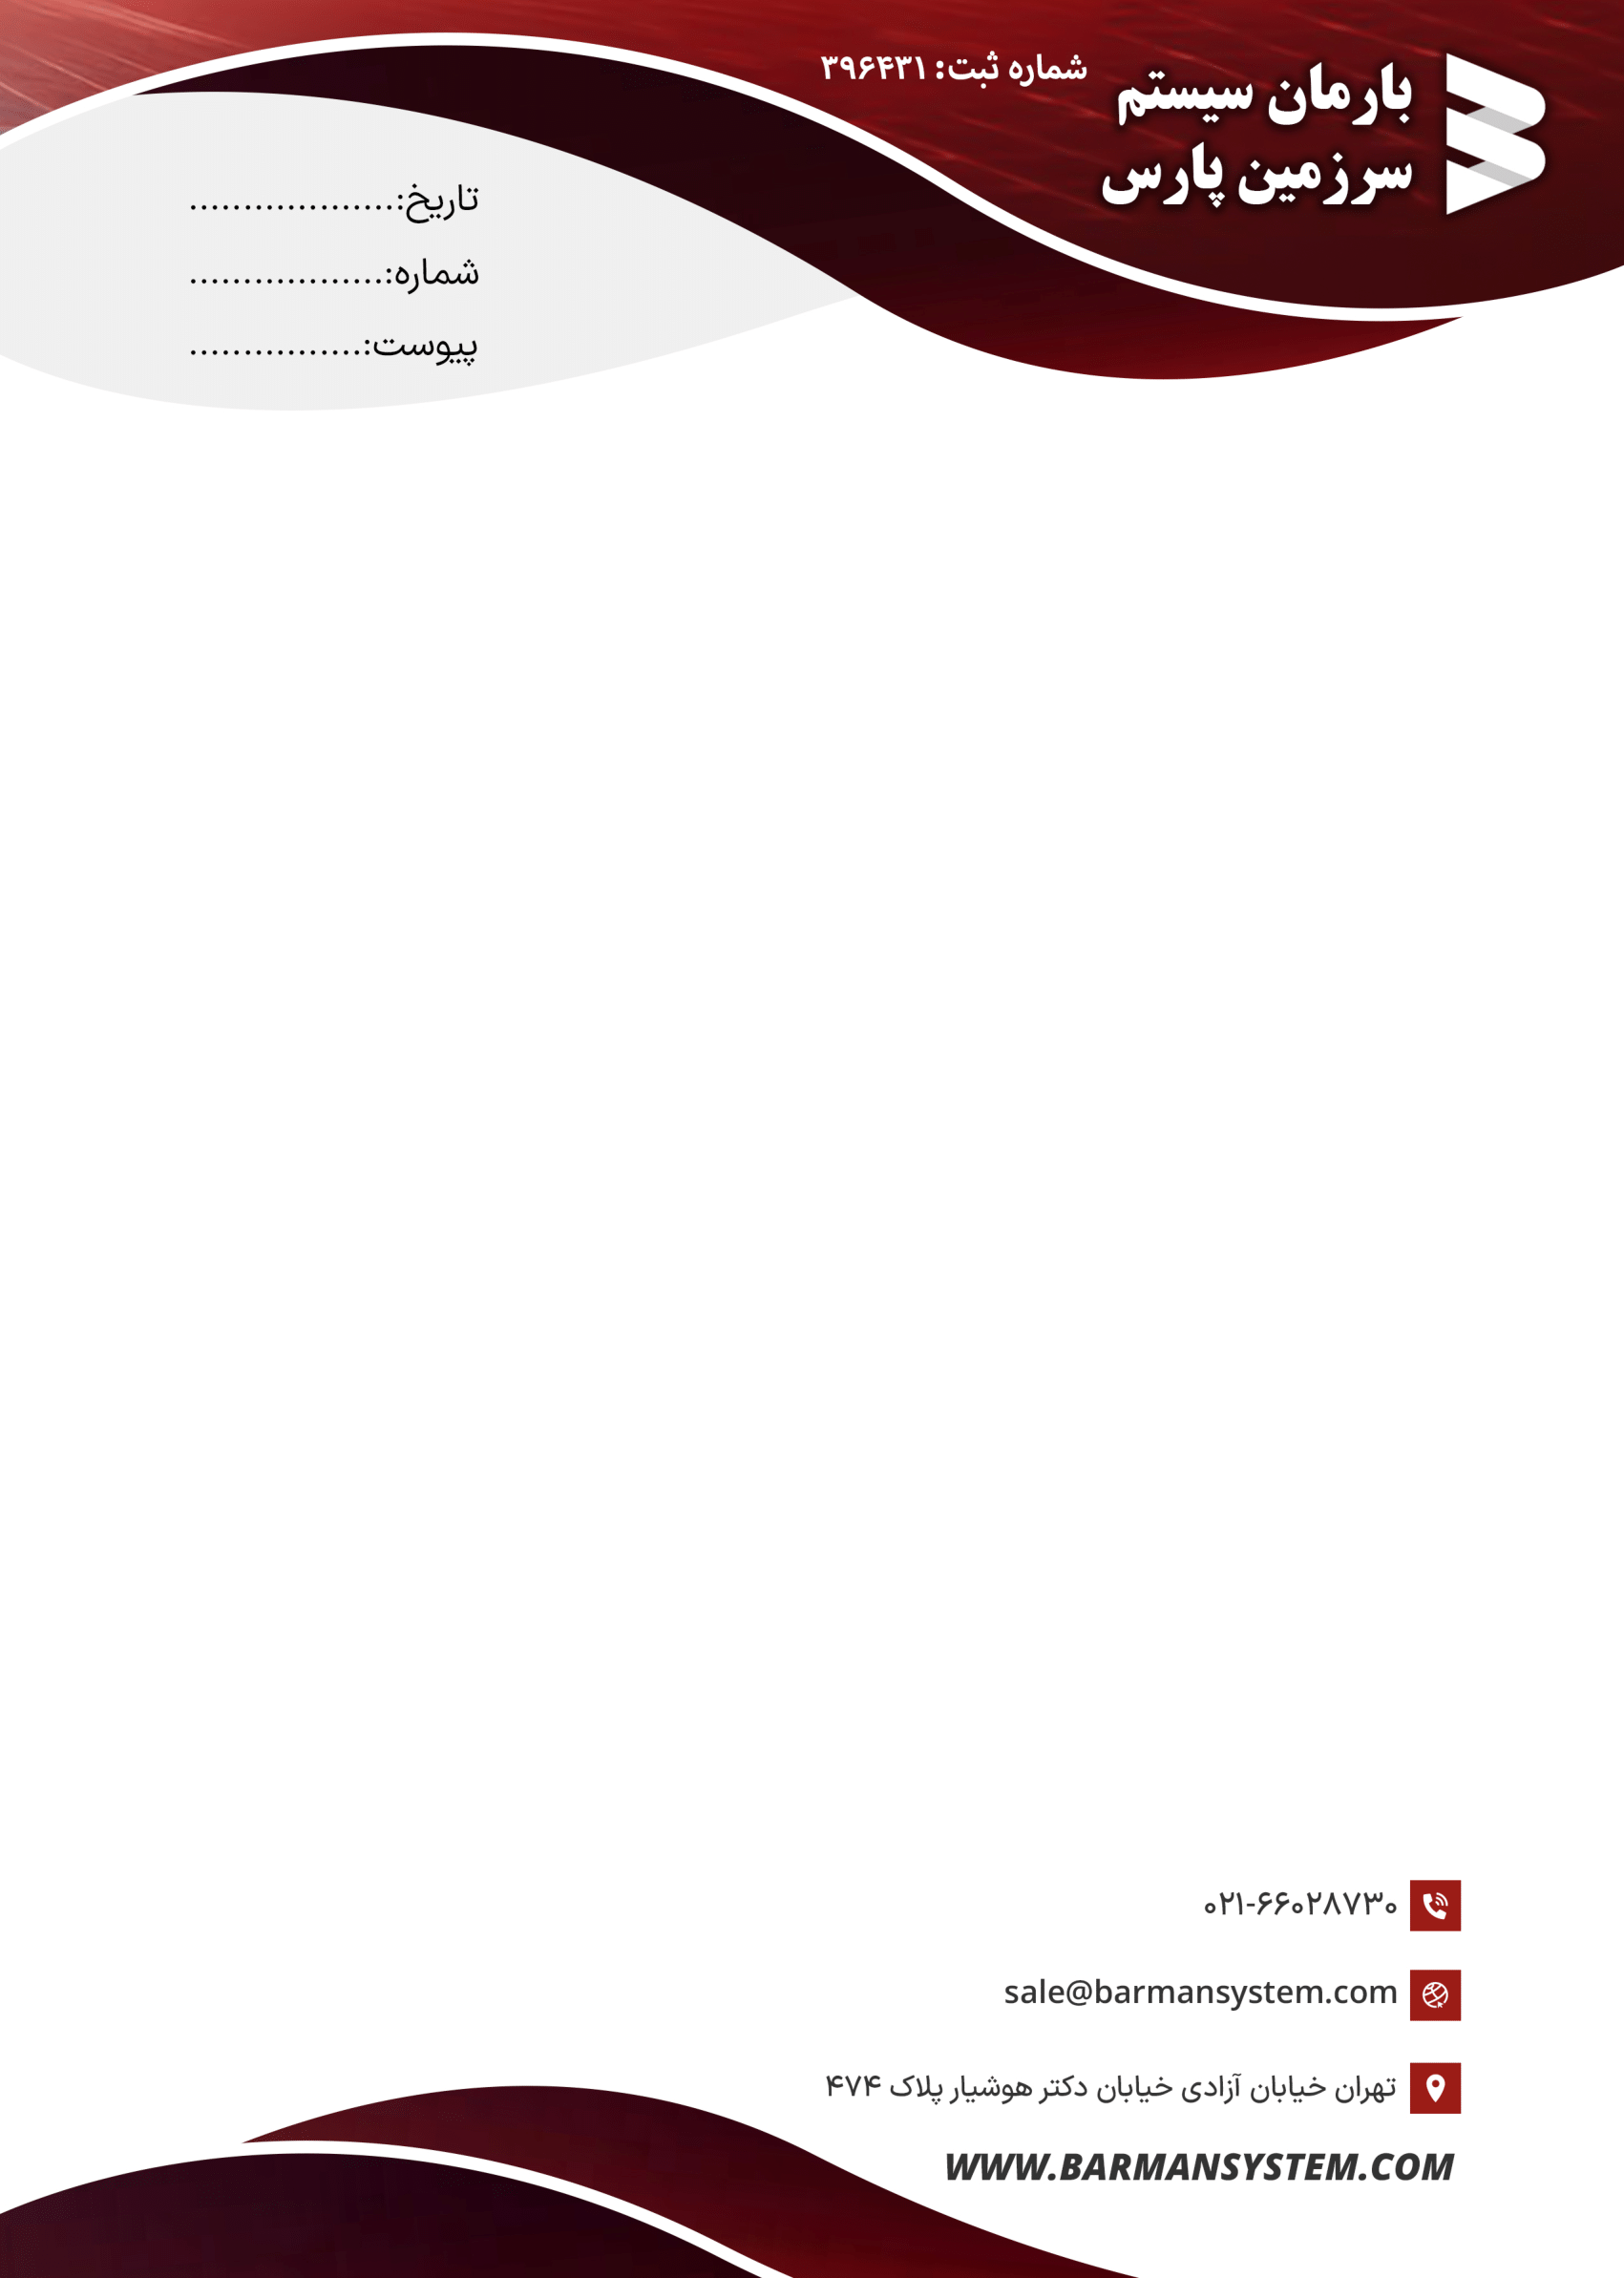 بارمان سیستم
سرزمین پارس
شماره ثبت: ۳۹۶۴۳۱
تاریخ:...................
شماره:..................
پیوست:................
۰۲۱-۶۶۰۲۸۷۳۰
sale@barmansystem.com
تهران خیابان آزادی خیابان دکتر هوشیار پلاک ۴۷۴
WWW.BARMANSYSTEM.COM